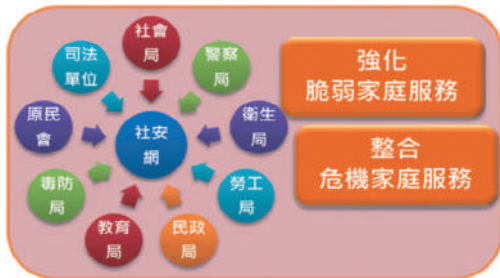 社會
局
警察
局
衛生
局
勞工
局
民政
局
教育
局
毒防
局
原民
會
司法
單位
社安
網
強化
脆弱家庭服務
整合
危機家庭服務